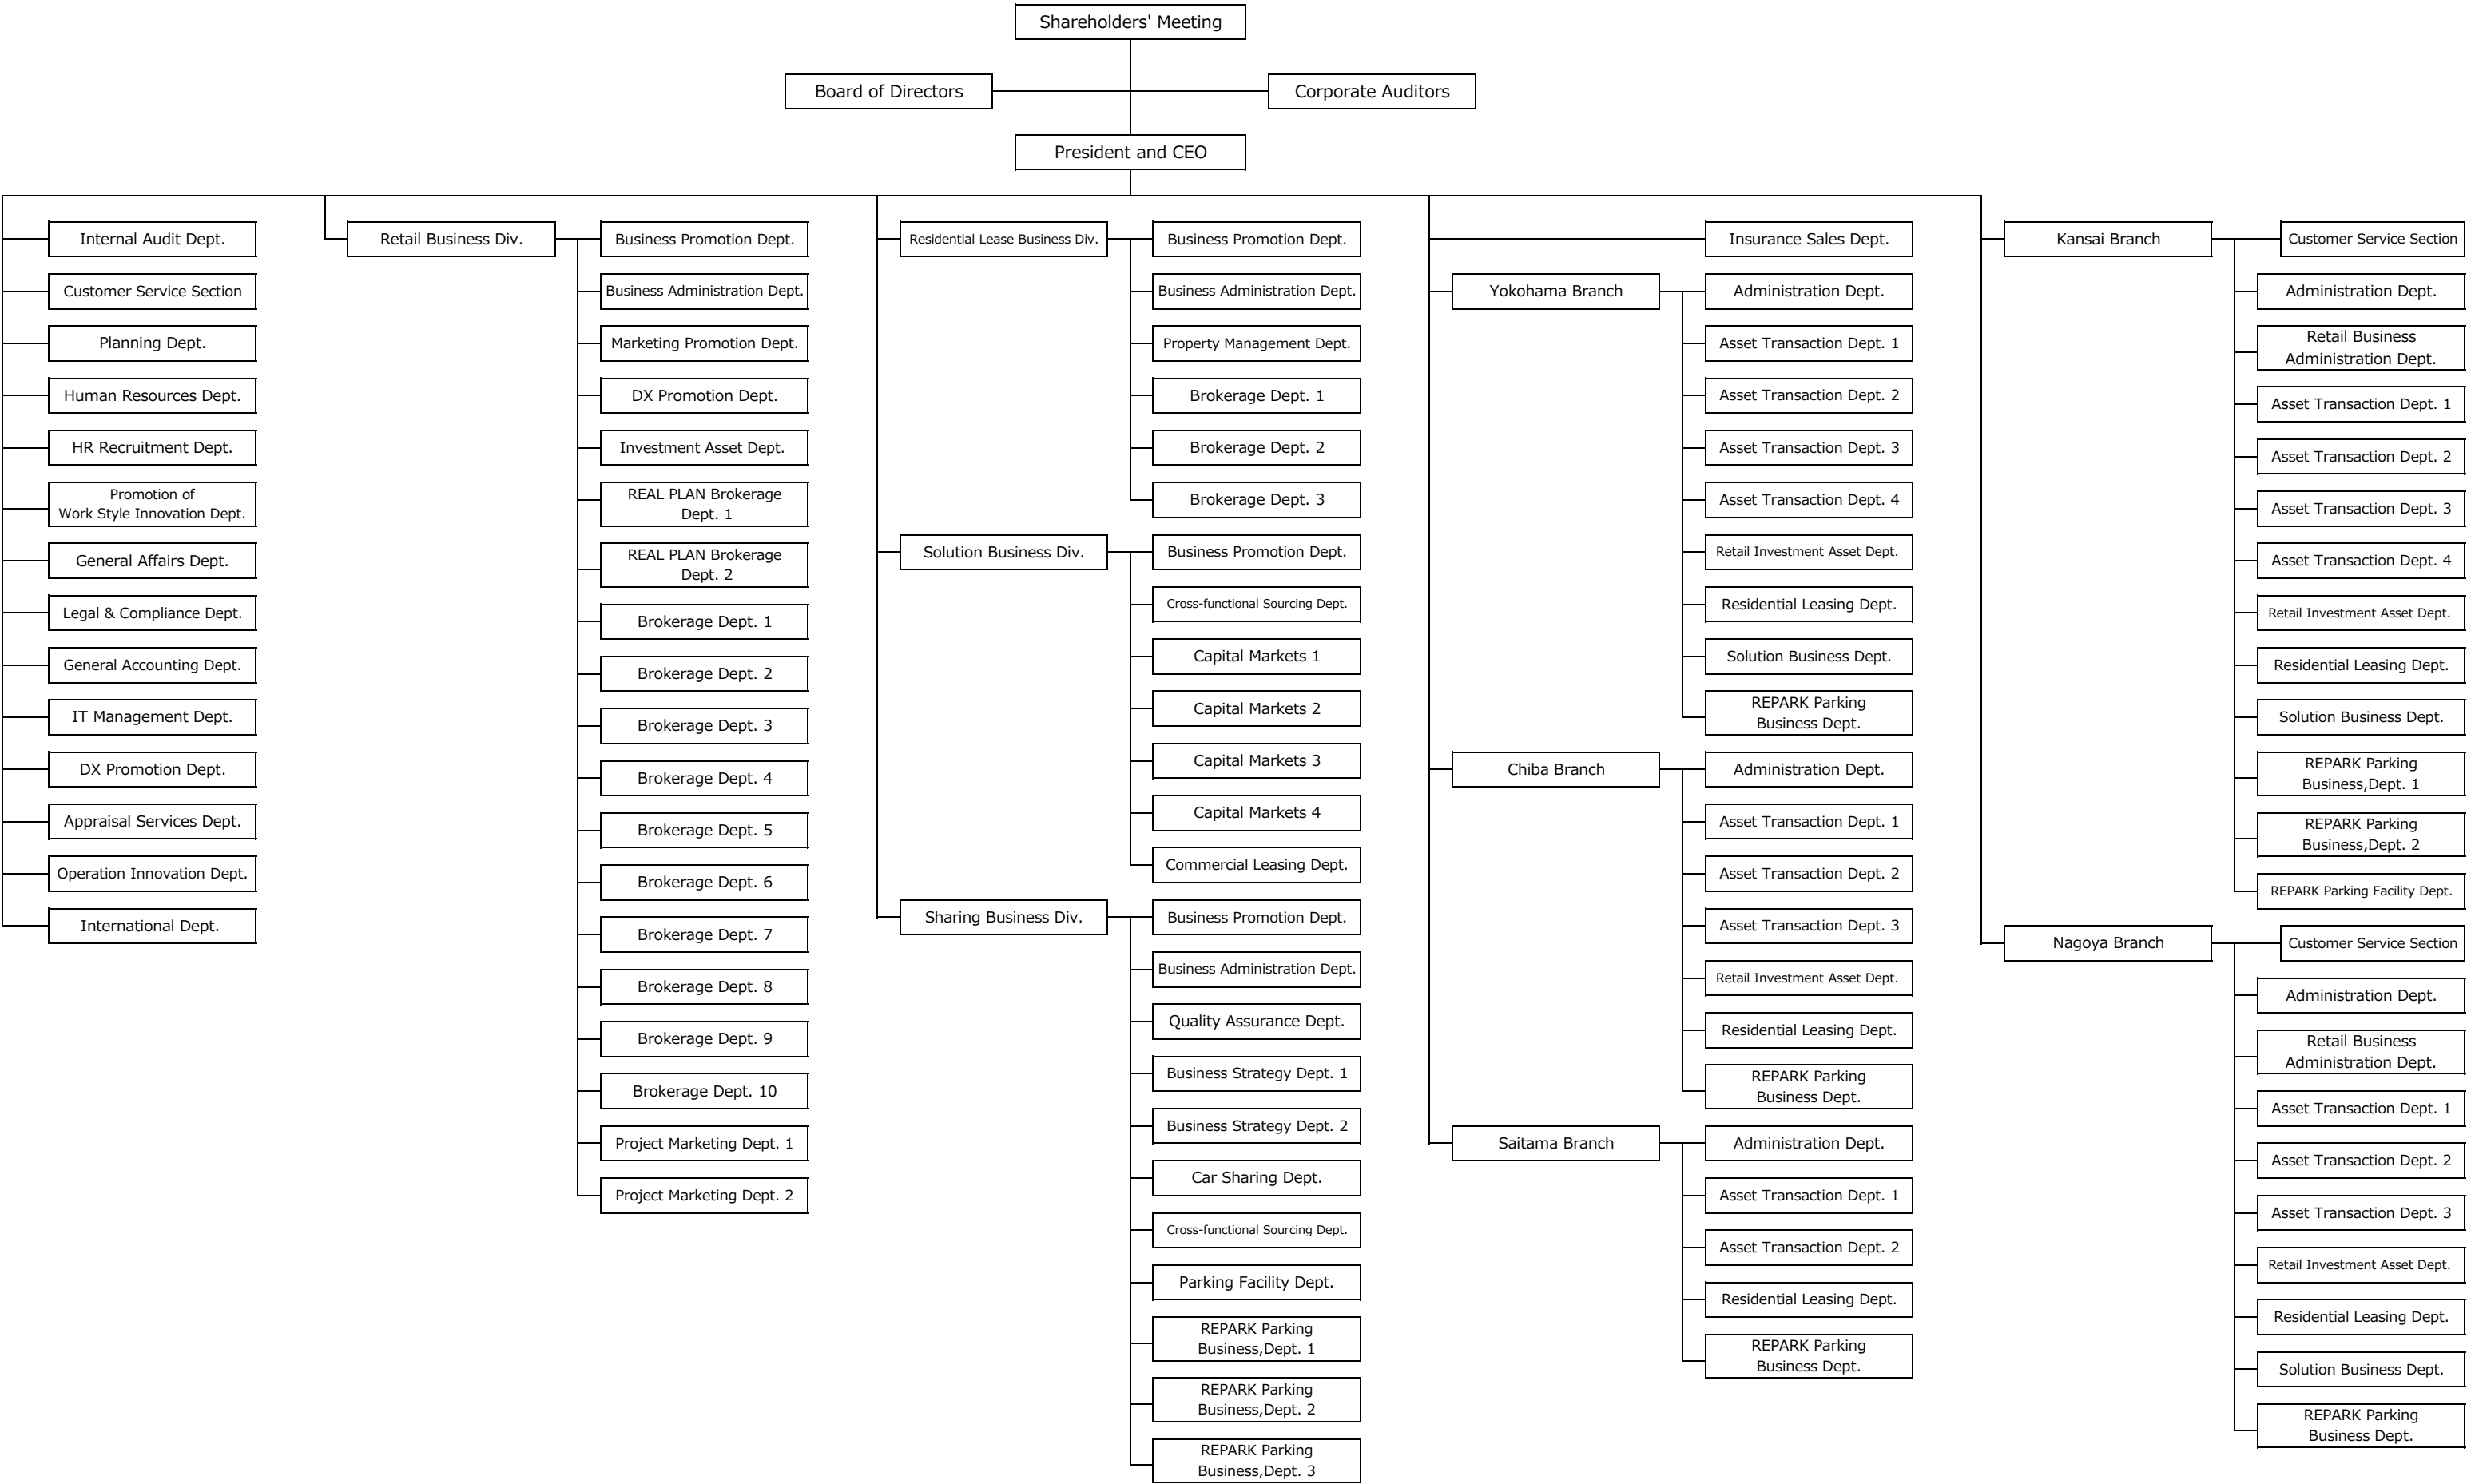 Shareholders' Meeting
Board of Directors
Corporate Auditors
President and CEO
Internal Audit Dept.
Customer Service Section
Planning Dept.
Human Resources Dept.
HR Recruitment Dept.
Promotion of
Work Style Innovation Dept.
General Affairs Dept.
Legal & Compliance Dept.
General Accounting Dept.
IT Management Dept.
DX Promotion Dept.
Appraisal Services Dept.
Operation Innovation Dept.
International Dept.
Retail Business Div.
Business Promotion Dept.
Business Administration Dept.
Marketing Promotion Dept.
DX Promotion Dept.
Investment Asset Dept.
REAL PLAN Brokerage
Dept. 1
REAL PLAN Brokerage
Dept. 2
Brokerage Dept. 1
Brokerage Dept. 2
Brokerage Dept. 3
Brokerage Dept. 4
Brokerage Dept. 5
Brokerage Dept. 6
Brokerage Dept. 7
Brokerage Dept. 8
Brokerage Dept. 9
Brokerage Dept. 10
Project Marketing Dept. 1
Project Marketing Dept. 2
Residential Lease Business Div.
Business Promotion Dept.
Business Administration Dept.
Property Management Dept.
Brokerage Dept. 1
Brokerage Dept. 2
Brokerage Dept. 3
Solution Business Div.
Business Promotion Dept.
Cross-functional Sourcing Dept.
Capital Markets 1
Capital Markets 2
Capital Markets 3
Capital Markets 4
Commercial Leasing Dept.
Sharing Business Div.
Business Promotion Dept.
Business Administration Dept.
Quality Assurance Dept.
Business Strategy Dept. 1
Business Strategy Dept. 2
Car Sharing Dept.
Cross-functional Sourcing Dept.
Parking Facility Dept.
REPARK Parking
Business,Dept. 1
REPARK Parking
Business,Dept. 2
REPARK Parking
Business,Dept. 3
Insurance Sales Dept.
Yokohama Branch
Administration Dept.
Asset Transaction Dept. 1
Asset Transaction Dept. 2
Asset Transaction Dept. 3
Asset Transaction Dept. 4
Retail Investment Asset Dept.
Residential Leasing Dept.
Solution Business Dept.
REPARK Parking
Business Dept.
Chiba Branch
Administration Dept.
Asset Transaction Dept. 1
Asset Transaction Dept. 2
Asset Transaction Dept. 3
Retail Investment Asset Dept.
Residential Leasing Dept.
REPARK Parking
Business Dept.
Saitama Branch
Administration Dept.
Asset Transaction Dept. 1
Asset Transaction Dept. 2
Residential Leasing Dept.
REPARK Parking
Business Dept.
Kansai Branch
Customer Service Section
Administration Dept.
Retail Business
Administration Dept.
Asset Transaction Dept. 1
Asset Transaction Dept. 2
Asset Transaction Dept. 3
Asset Transaction Dept. 4
Retail Investment Asset Dept.
Residential Leasing Dept.
Solution Business Dept.
REPARK Parking
Business,Dept. 1
REPARK Parking
Business,Dept. 2
REPARK Parking Facility Dept.
Nagoya Branch
Customer Service Section
Administration Dept.
Retail Business
Administration Dept.
Asset Transaction Dept. 1
Asset Transaction Dept. 2
Asset Transaction Dept. 3
Retail Investment Asset Dept.
Residential Leasing Dept.
Solution Business Dept.
REPARK Parking
Business Dept.